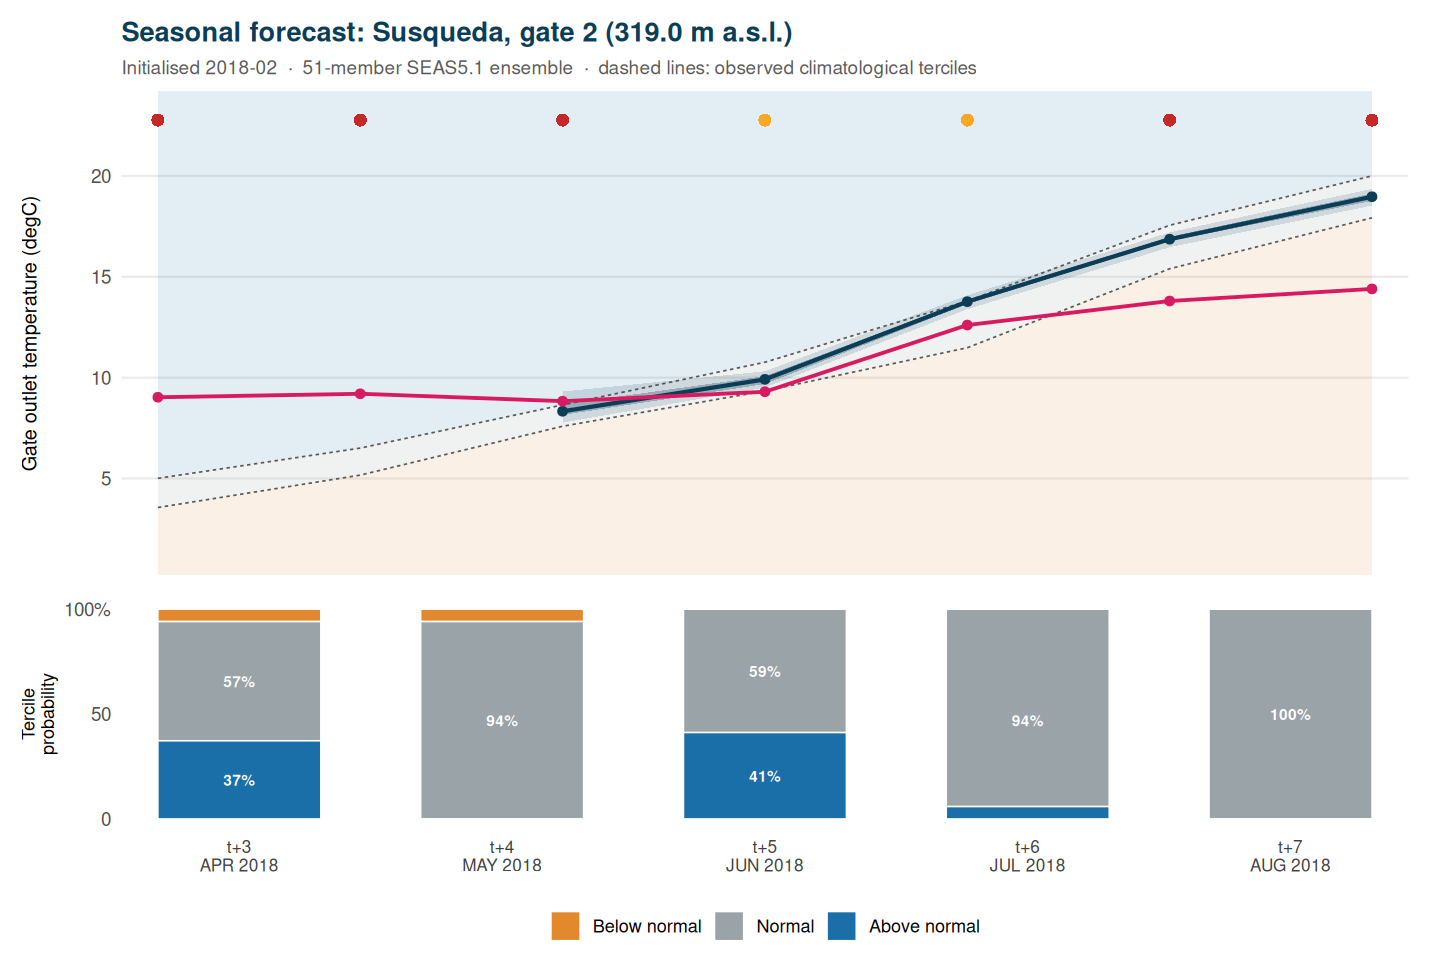 Seasonal forecast: Susqueda, gate 2 (319.0 m a.s.l.)
Initialised 2018-02 · 51-member SEAS5.1 ensemble · dashed lines: observed climatological terciles
Gate outlet temperature (degC)
20
15
10
5
Tercile
probability
100%
50
0
57%
37%
94%
59%
41%
94%
100%
t+3
APR 2018
t+4
MAY 2018
t+5
JUN 2018
t+6
JUL 2018
t+7
AUG 2018
Below normal
Normal
Above normal